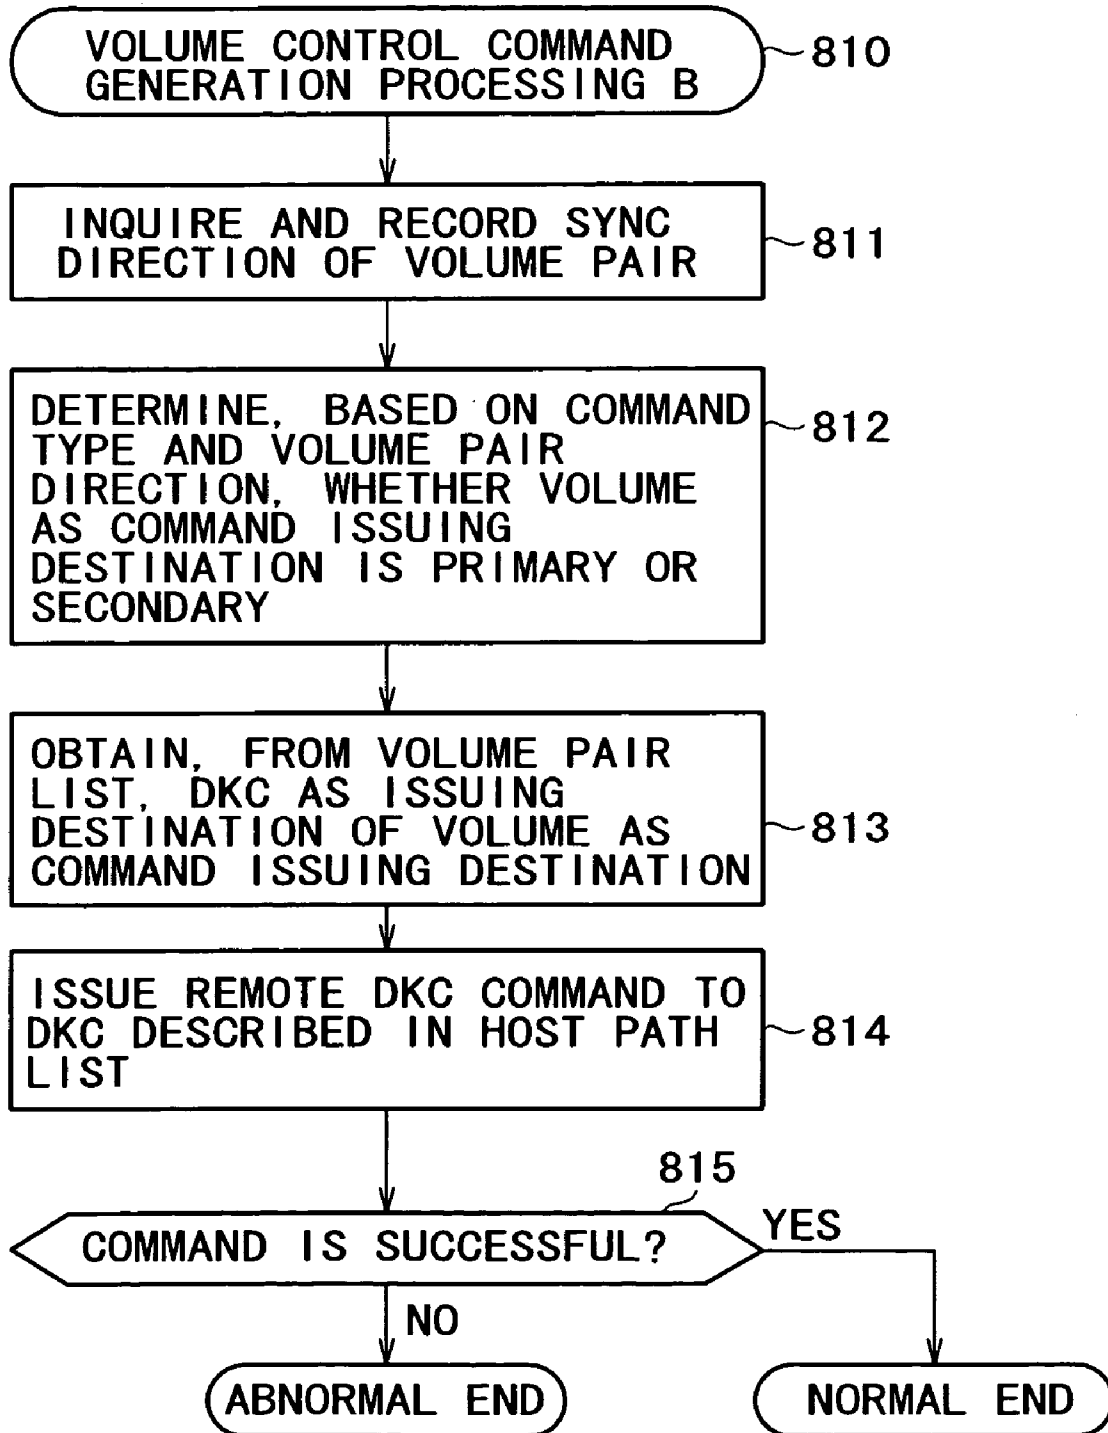 VOLUME CONTROL COMMAND
GENERATION PROCESSING B
810
INQUIRE AND RECORD SYNC
DIRECTION OF VOLUME PAIR
811
DETERMINE, BASED ON COMMAND
TYPE AND VOLUME PAIR
DIRECTION, WHETHER VOLUME
AS COMMAND ISSUING
DESTINATION IS PRIMARY OR
SECONDARY
812
OBTAIN, FROM VOLUME PAIR
LIST, DKC AS ISSUING
DESTINATION OF VOLUME AS
COMMAND ISSUING DESTINATION
813
ISSUE REMOTE DKC COMMAND TO
DKC DESCRIBED IN HOST PATH
LIST
814
815
COMMAND IS SUCCESSFUL?
YES
NO
ABNORMAL END
NORMAL END